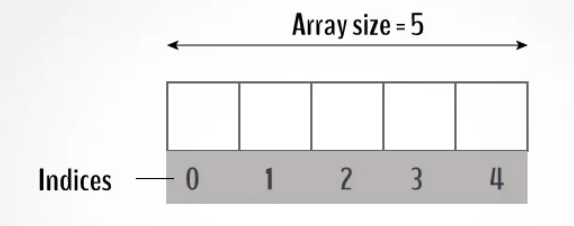 Array size = 5
Indices 0 1 2 3 4